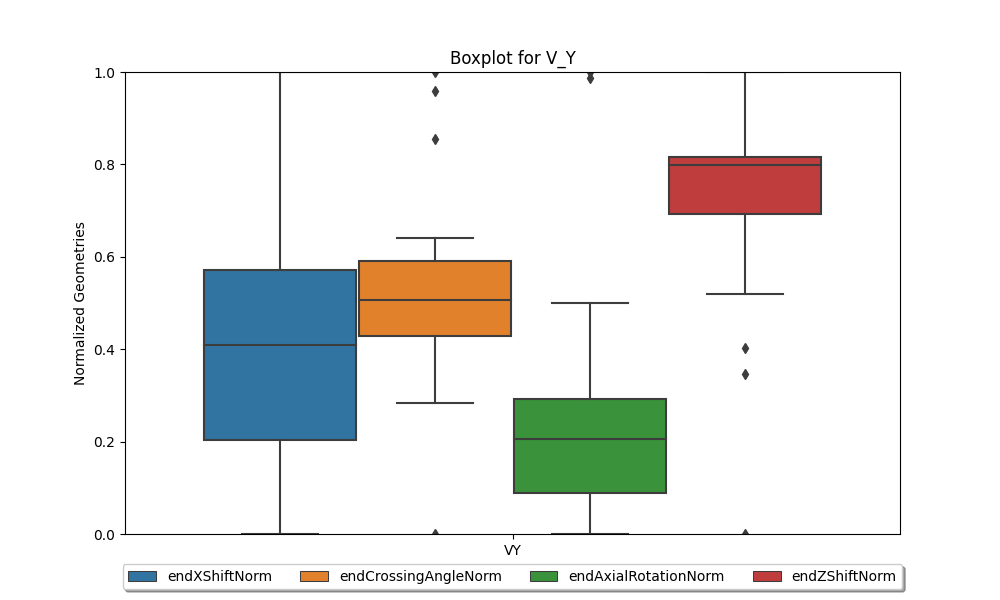 Boxplot for V_Y
Normalized Geometries
1.0
0.8
0.6
0.4
0.2
0.0
VY
endXShiftNorm endCrossingAngleNorm endAxialRotationNorm endZShiftNorm